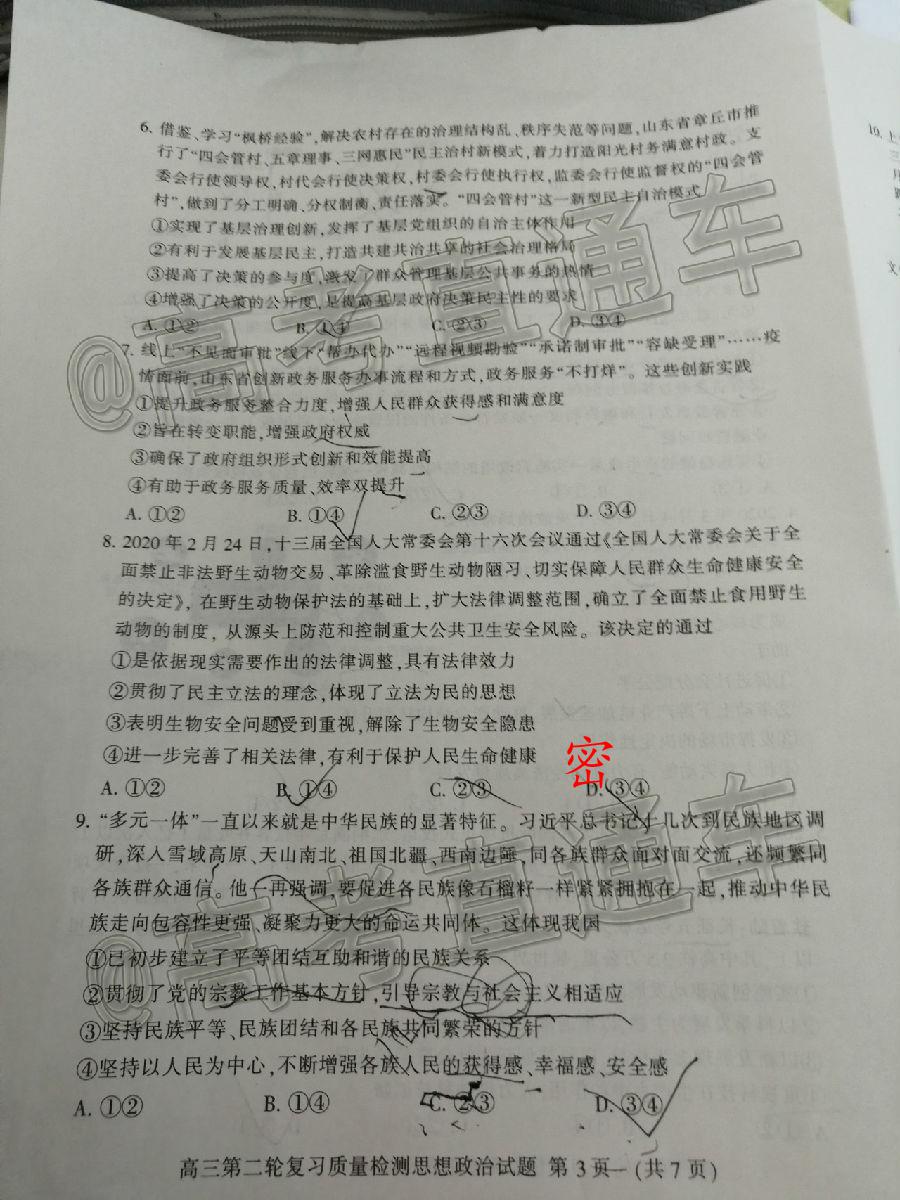 6. 借鉴、学习“枫桥经验”,解决农村存在的治理结构乱、秩序失范等问题,山东省章丘市推
行了“四会管村、五章理事、三网惠民”民主治村新模式,着力打造阳光村务满意村政。支
委会行使领导权,村代会行使决策权,村委会行使执行权,监委会行使监督权的“四会管
村”,做到了分工明确、分权制衡、责任落实。“四会管村”这一新型民主自治模式
①实现了基层治理创新,发挥了基层党组织的自治主体作用
②有利于发展基层民主,打造共建共治共享的社会治理格局
③提高了决策的参与度,激发了群众管理基层公共事务的热情
④增强了决策的公开度,是提高基层政府决策民主性的要求
A. ①② B. ①④ C. ②③ D. ③④
7. 线上“不见面审批”线下“帮办代办”“远程视频勘验”“承诺制审批”“容缺受理”……疫
情面前,山东省创新政务服务办事流程和方式,政务服务“不打烊”。这些创新实践
①提升政务服务整合力度,增强人民群众获得感和满意度
②旨在转变职能,增强政府权威
③确保了政府组织形式创新和效能提高
④有助于政务服务质量、效率双提升
A. ①② B. ①④ C. ②③ D. ③④
8. 2020年2月24日,十三届全国人大常委会第十六次会议通过《全国人大常委会关于全
面禁止非法野生动物交易、革除滥食野生动物陋习、切实保障人民群众生命健康安全
的决定》,在野生动物保护法的基础上,扩大法律调整范围,确立了全面禁止食用野生
动物的制度,从源头上防范和控制重大公共卫生安全风险。该决定的通过
①是依据现实需要作出的法律调整,具有法律效力
②贯彻了民主立法的理念,体现了立法为民的思想
③表明生物安全问题受到重视,解除了生物安全隐患
④进一步完善了相关法律,有利于保护人民生命健康
密
A. ①② B. ①④ C. ②③ D. ③④
9. “多元一体”一直以来就是中华民族的显著特征。习近平总书记十几次到民族地区调
研,深入雪域高原、天山南北、祖国北疆、西南边陲,同各族群众面对面交流,还频繁同
各族群众通信。他一再强调,要促进各民族像石榴籽一样紧紧拥抱在一起,推动中华民
族走向包容性更强、凝聚力更大的命运共同体。这体现我国
①已初步建立了平等团结互助和谐的民族关系
②贯彻了党的宗教工作基本方针,引导宗教与社会主义相适应
③坚持民族平等、民族团结和各民族共同繁荣的方针
④坚持以人民为中心,不断增强各族人民的获得感、幸福感、安全感
A. ①② B. ①④ C. ②③ D. ③④
高三第二轮复习质量检测思想政治试题 第3页 (共7页)
@高考直通车
@高考直通车
10. 上
三
月